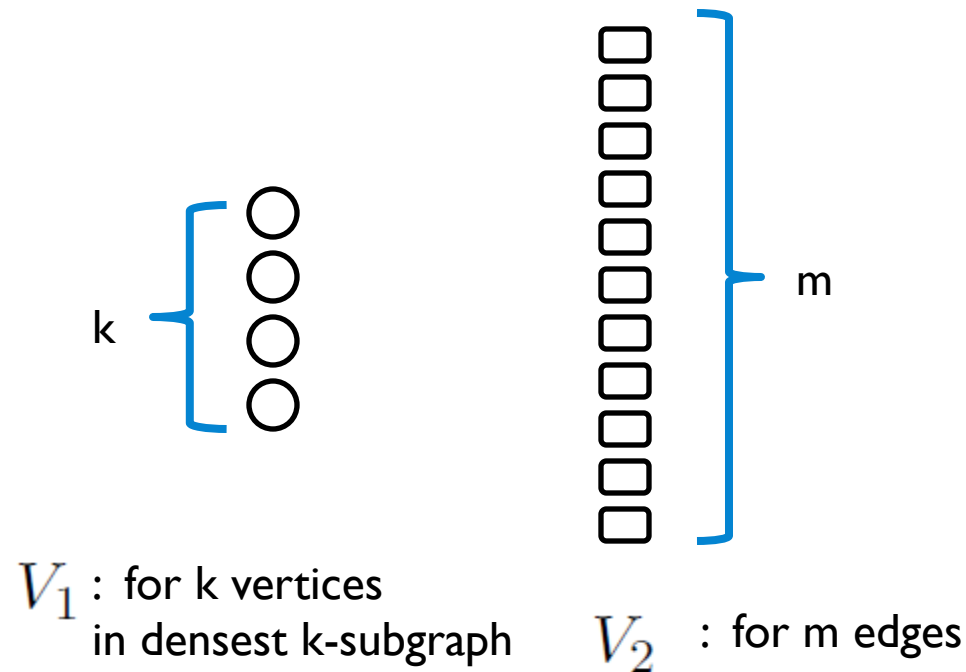 k
m
V₁ : for k vertices
in densest k-subgraph
V₂ : for m edges